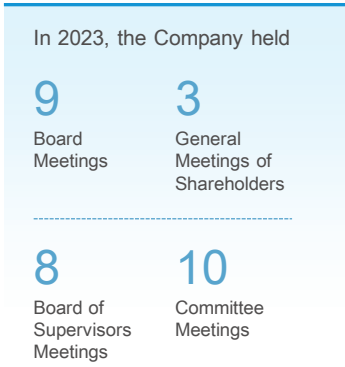 In 2023, the Company held
9
Board
Meetings
3
General
Meetings of
Shareholders
8
Board of
Supervisors
Meetings
10
Committee
Meetings